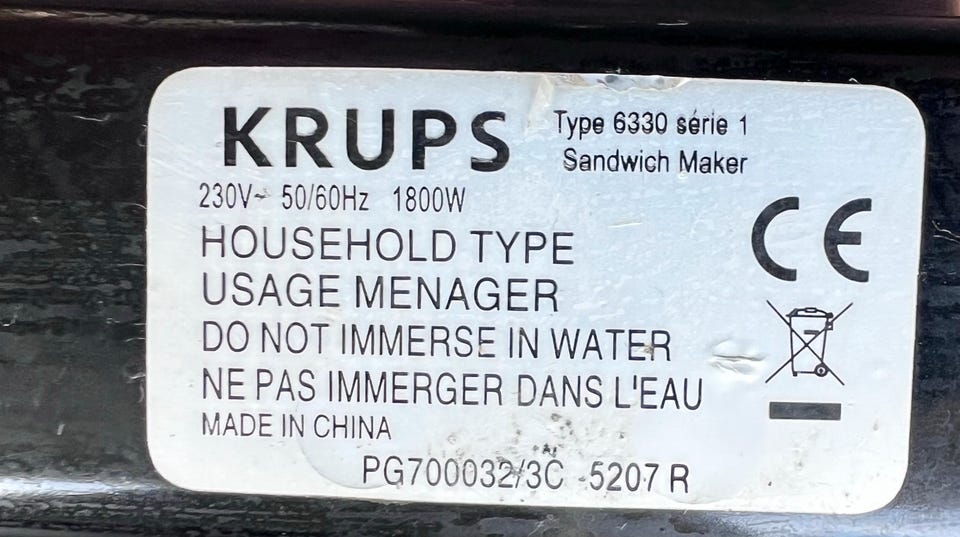 KRUPS
Type 6330 série 1
Sandwich Maker
230V~ 50/60Hz 1800W
HOUSEHOLD TYPE
USAGE MENAGER
DO NOT IMMERSE IN WATER
NE PAS IMMERGER DANS L'EAU
MADE IN CHINA
PG700032/3C 5207 R
CE